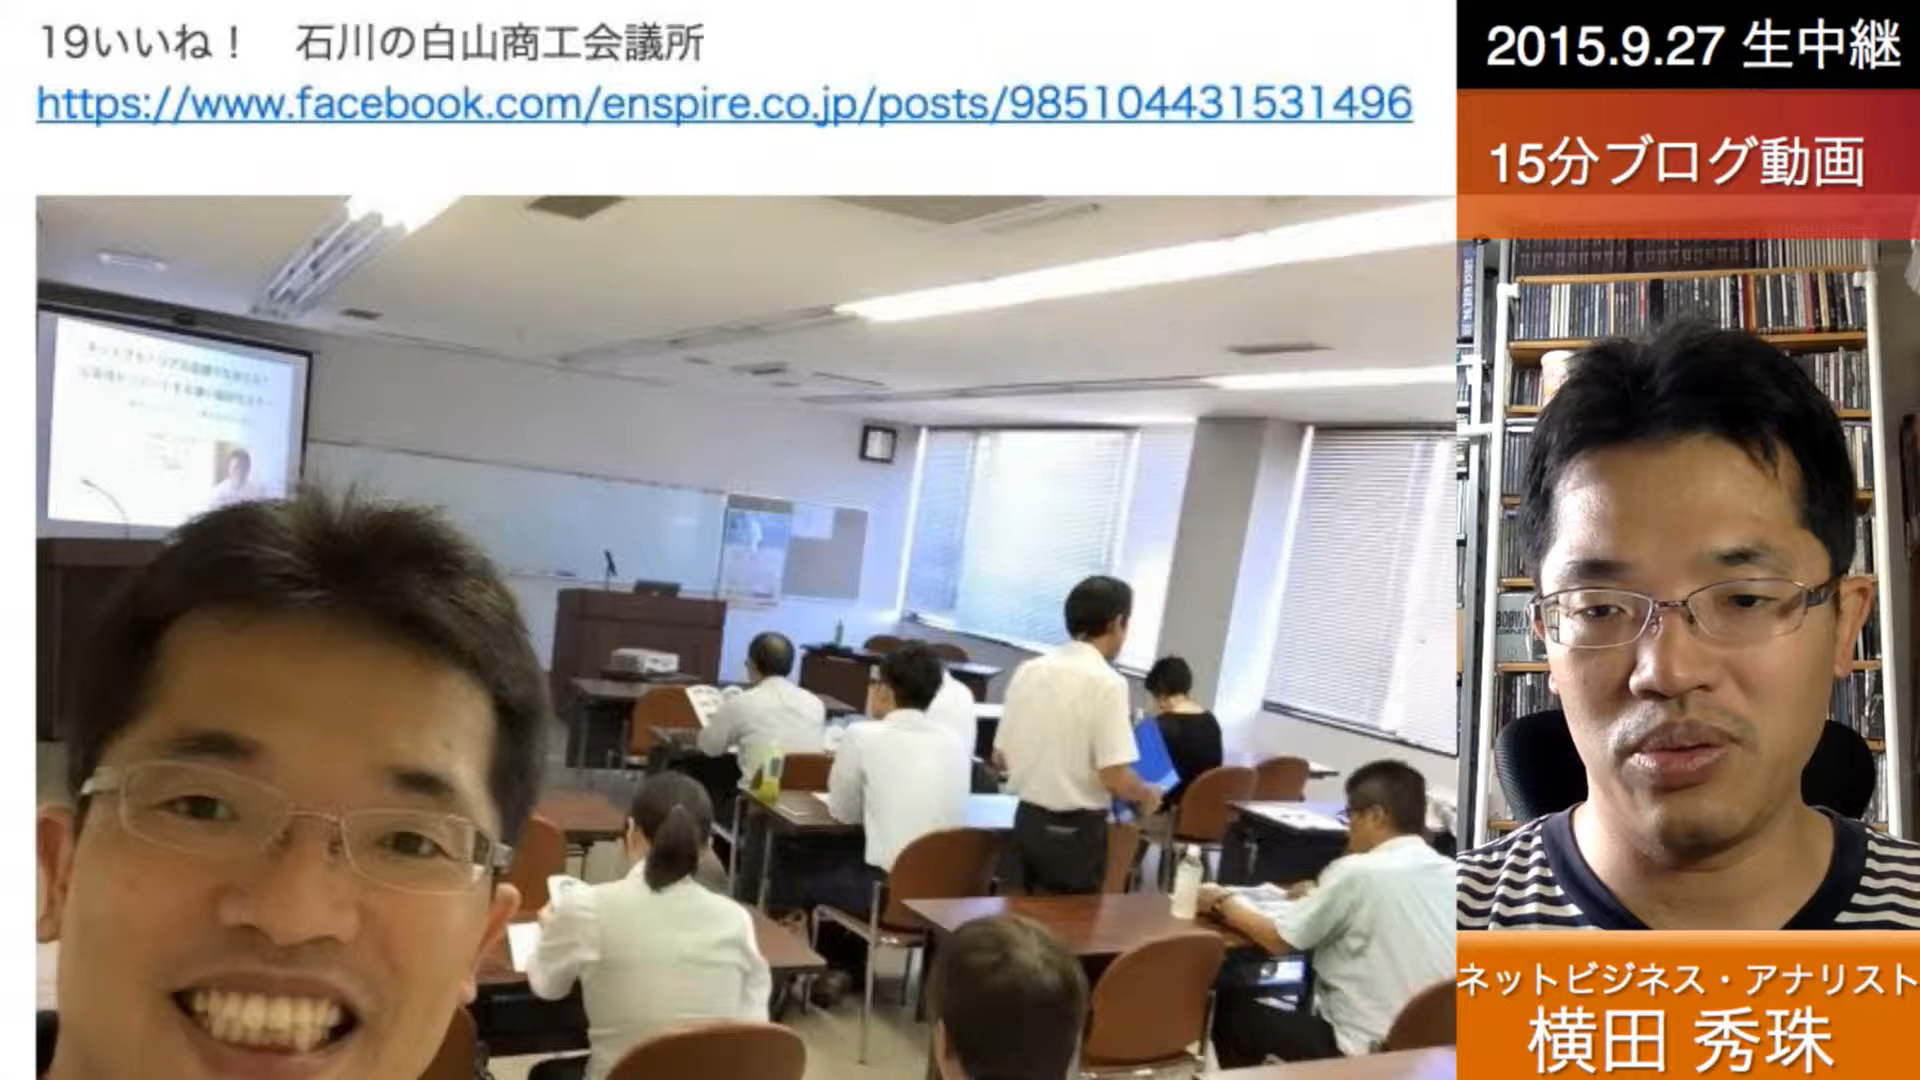 19いいね！　石川の白山商工会議所
https://www.facebook.com/enspire.co.jp/posts/985104431531496
2015.9.27 生中継
15分ブログ動画
ネットビジネス・アナリスト
横田 秀珠